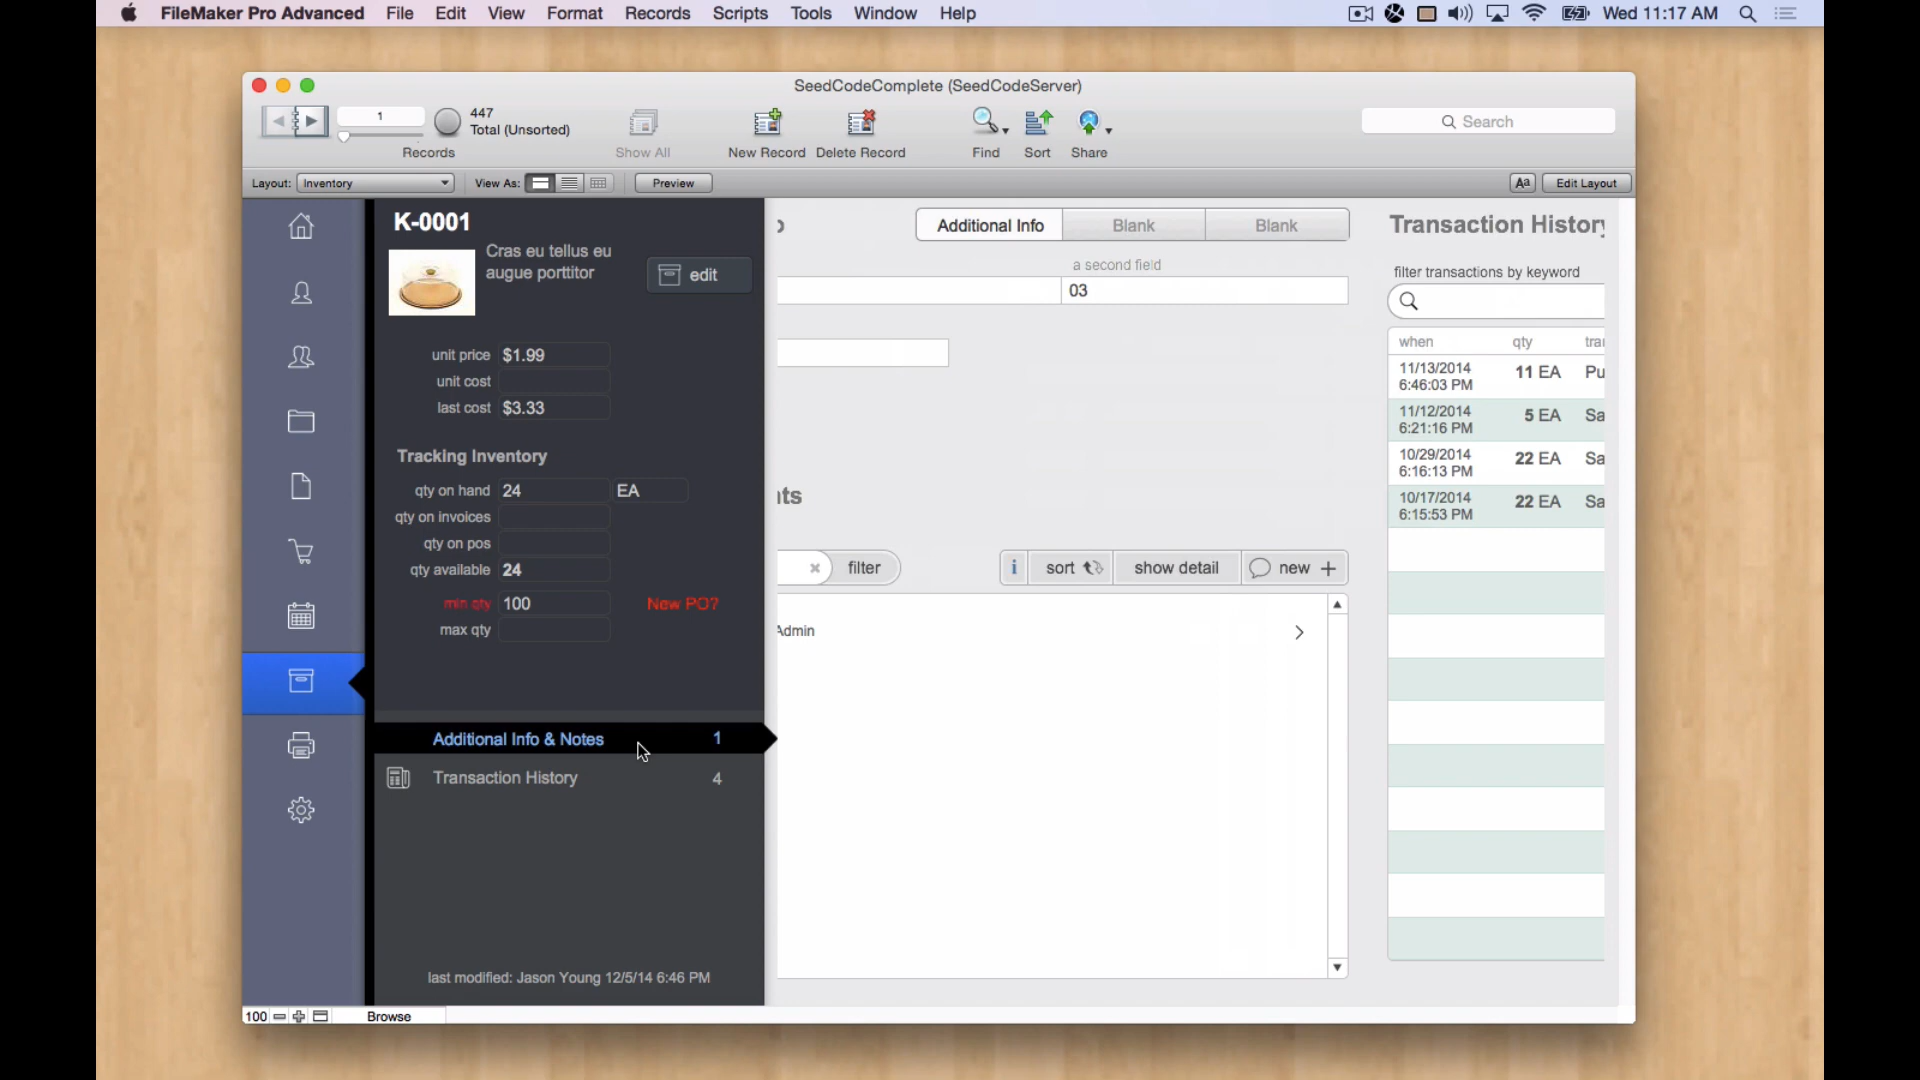 FileMaker Pro Advanced File Edit View Format Records Scripts Tools Window Help Wed 11:17 AM
SeedCodeComplete (SeedCodeServer)
1
447
Total (Unsorted)
Records
Show All
New Record
Delete Record
Find
Sort
Share
Search
Layout: Inventory
View As:
Preview
Aa
Edit Layout
K-0001
Cras eu tellus eu
augue porttitor
edit
unit price $1.99
unit cost
last cost $3.33
Tracking Inventory
qty on hand 24 EA
qty on invoices
qty on pos
qty available 24
min qty 100 New PO?
max qty
Additional Info & Notes 1
Transaction History 4
last modified: Jason Young 12/5/14 6:46 PM
Additional Info Blank Blank
a second field
03
nts
filter
i sort show detail new +
Admin
Transaction History
filter transactions by keyword
when qty tra
11/13/2014
6:46:03 PM
11 EA Pu
11/12/2014
6:21:16 PM
5 EA Sa
10/29/2014
6:16:13 PM
22 EA Sa
10/17/2014
6:15:53 PM
22 EA Sa
100
Browse